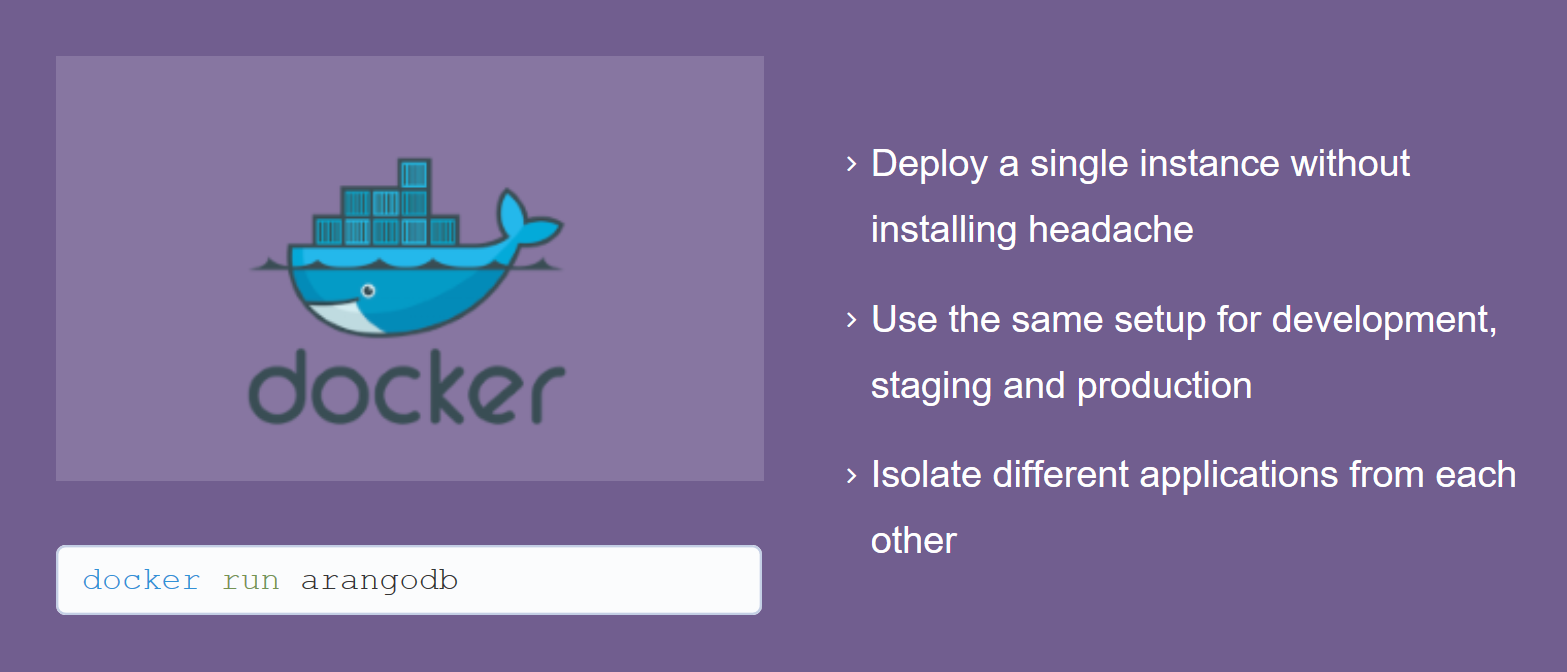 docker
docker run arangodb
› Deploy a single instance without
installing headache
› Use the same setup for development,
staging and production
› Isolate different applications from each
other